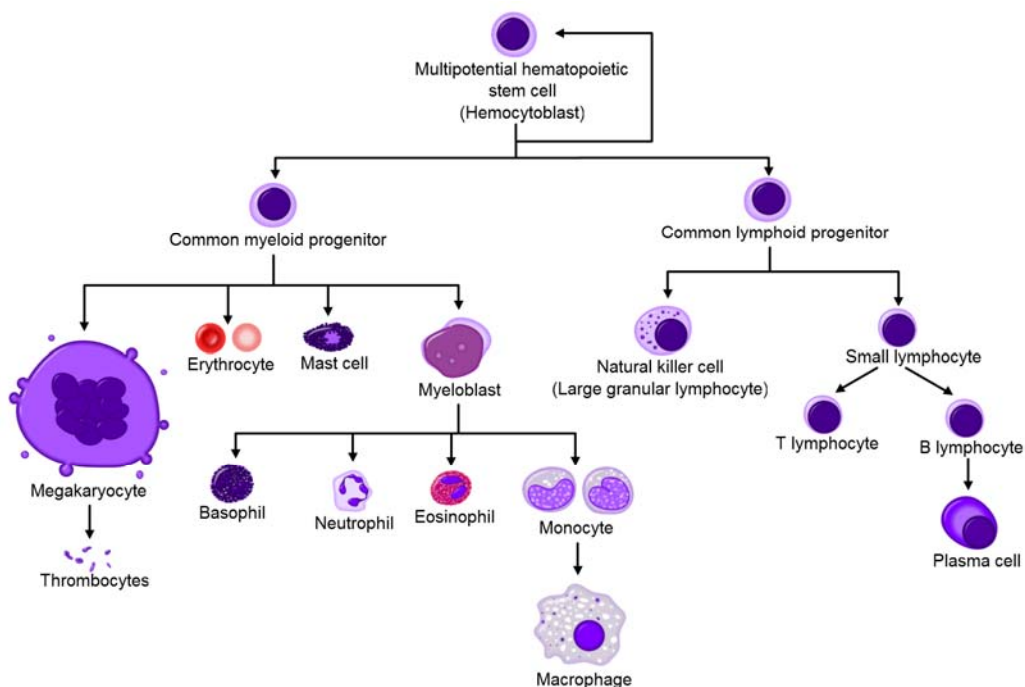 Multipotential hematopoietic
stem cell
(Hemocytoblast)
Common myeloid progenitor
Common lymphoid progenitor
Erythrocyte
Mast cell
Myeloblast
Natural killer cell
(Large granular lymphocyte)
Small lymphocyte
T lymphocyte
B lymphocyte
Megakaryocyte
Basophil
Neutrophil
Eosinophil
Monocyte
Plasma cell
Thrombocytes
Macrophage